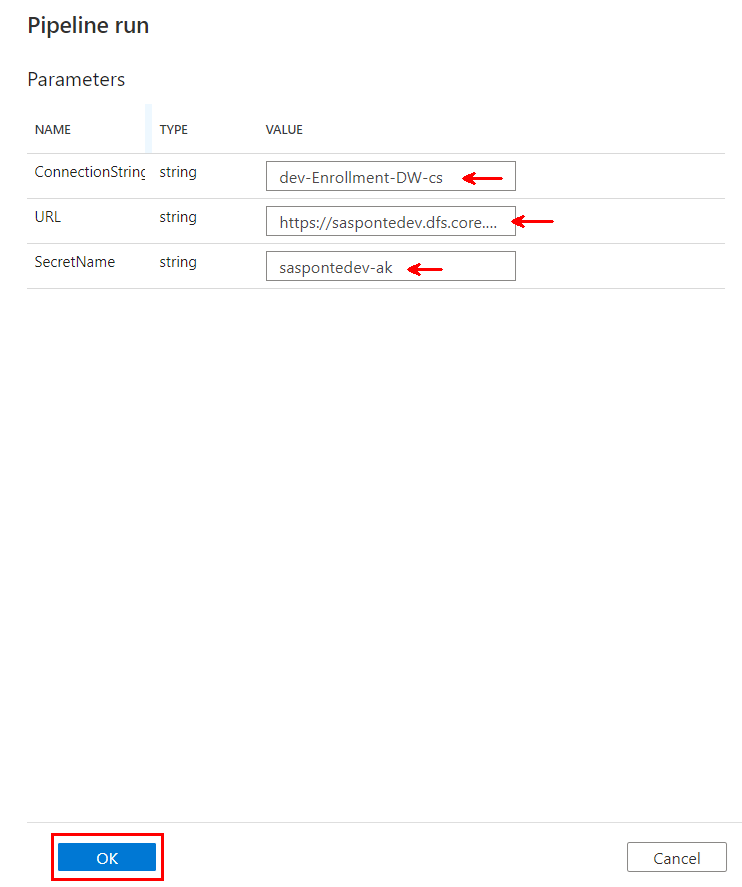 Pipeline run
Parameters
NAME TYPE VALUE
ConnectionString string dev-Enrollment-DW-cs
URL string https://saspontedev.dfs.core....
SecretName string saspontedev-ak
OK Cancel